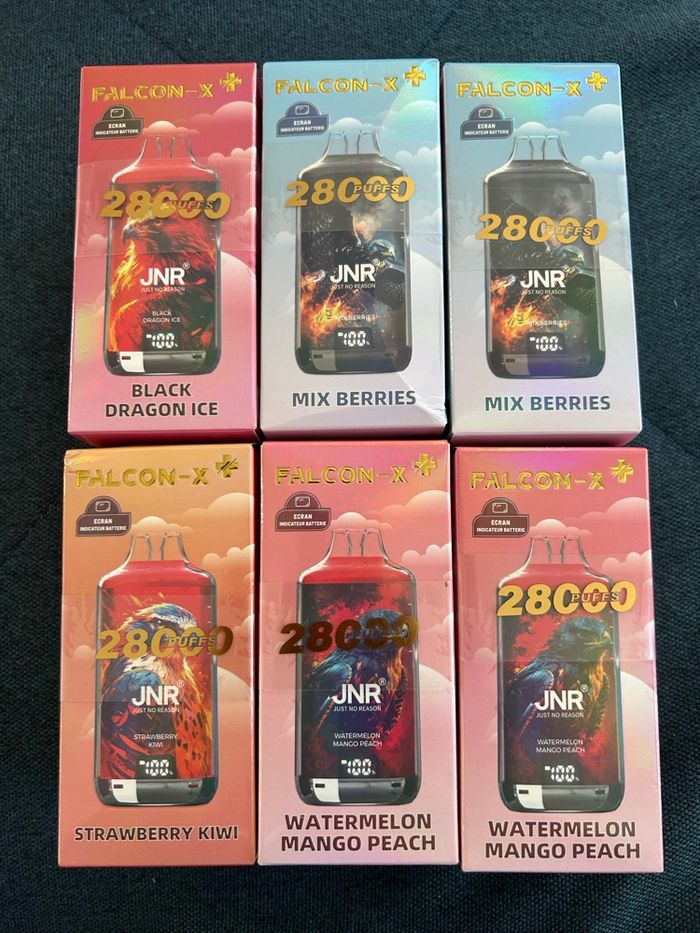 FALCON-X+
ECRAN
INDICATEUR BATTERIE
28000
PUFFS
JNR®
JUST NO REASON
BLACK
DRAGON ICE
100%
BLACK
DRAGON ICE
FALCON-X+
ECRAN
INDICATEUR BATTERIE
28000
PUFFS
JNR®
JUST NO REASON
MIXBERRIES
100%
MIX BERRIES
FALCON-X+
ECRAN
INDICATEUR BATTERIE
28000
PUFFS
JNR®
JUST NO REASON
MIXBERRIES
100%
MIX BERRIES
FALCON-X+
ECRAN
INDICATEUR BATTERIE
28000
PUFFS
JNR®
JUST NO REASON
STRAWBERRY
KIWI
100%
STRAWBERRY KIWI
FALCON-X+
ECRAN
INDICATEUR BATTERIE
28000
JNR®
JUST NO REASON
WATERMELON
MANGO PEACH
100%
WATERMELON
MANGO PEACH
FALCON-X+
ECRAN
INDICATEUR BATTERIE
28000
PUFFS
JNR®
JUST NO REASON
WATERMELON
MANGO PEACH
100%
WATERMELON
MANGO PEACH